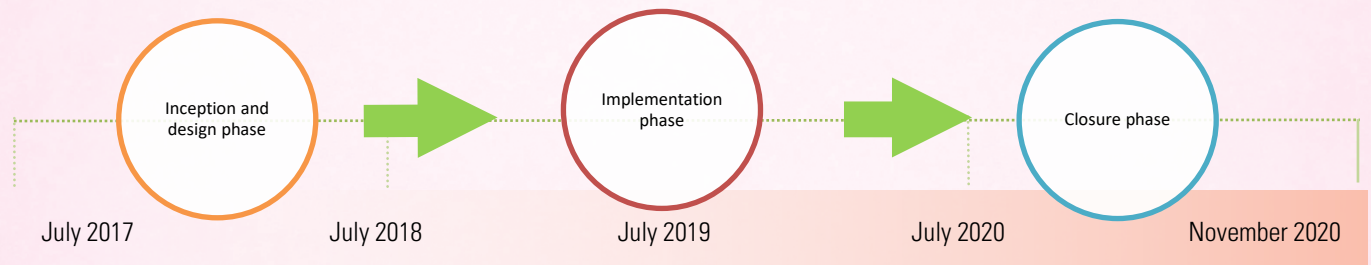 Inception and
design phase
Implementation
phase
Closure phase
July 2017
July 2018
July 2019
July 2020
November 2020